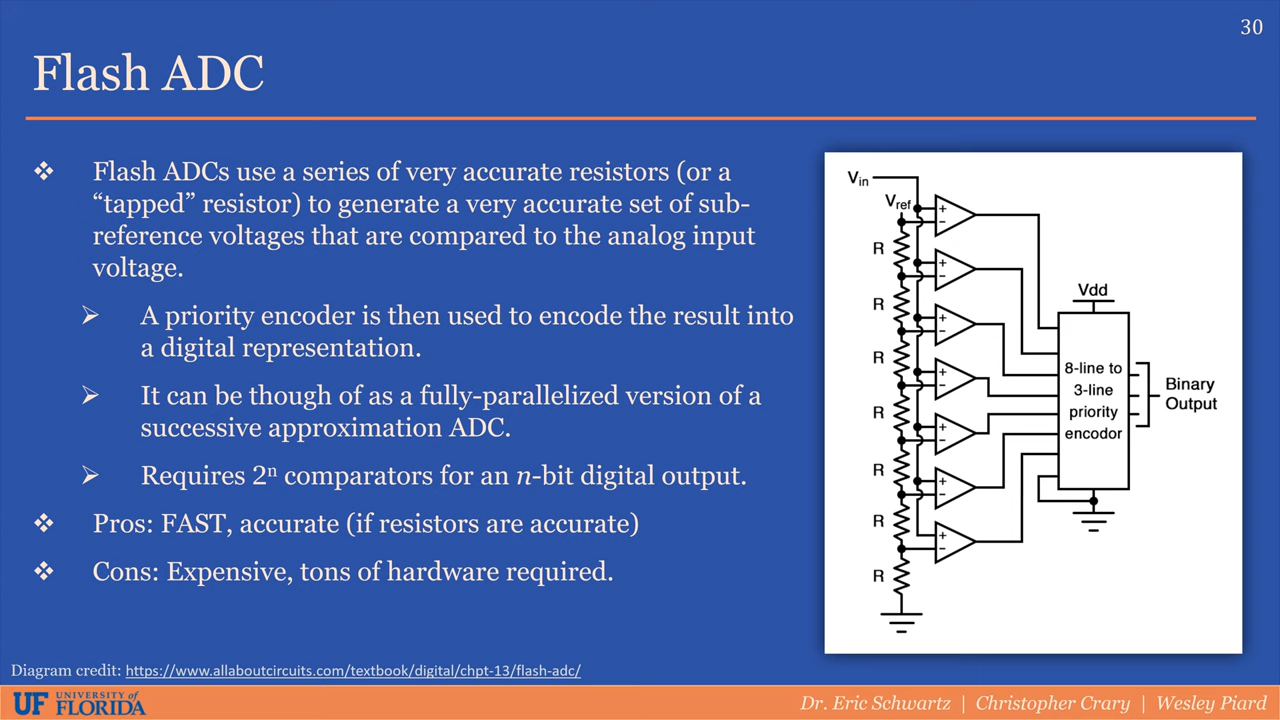 30
Flash ADC
❖ Flash ADCs use a series of very accurate resistors (or a
“tapped” resistor) to generate a very accurate set of sub-
reference voltages that are compared to the analog input
voltage.
➢ A priority encoder is then used to encode the result into
a digital representation.
➢ It can be though of as a fully-parallelized version of a
successive approximation ADC.
➢ Requires 2ⁿ comparators for an n-bit digital output.
❖ Pros: FAST, accurate (if resistors are accurate)
❖ Cons: Expensive, tons of hardware required.
Vin
Vref
+
−
R
+
−
R
+
−
R
+
−
R
+
−
R
+
−
R
+
−
R
Vdd
8-line to
3-line
priority
encodor
Binary
Output
Diagram credit: https://www.allaboutcircuits.com/textbook/digital/chpt-13/flash-adc/
UF UNIVERSITY of
FLORIDA
Dr. Eric Schwartz | Christopher Crary | Wesley Piard